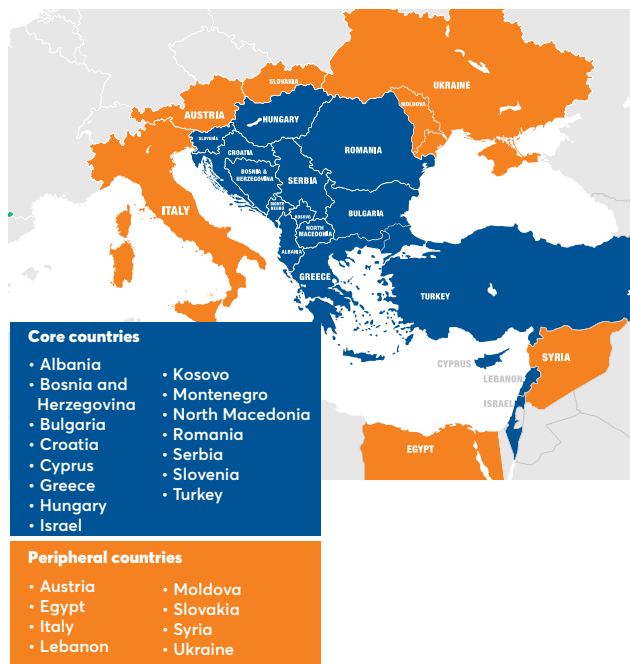 SLOVAKIA
UKRAINE
MOLDOVA
AUSTRIA
HUNGARY
SLOVENIA
CROATIA
ROMANIA
BOSNIA &
HERZEGOVINA
SERBIA
ITALY
MONTE
NEGRO
KOSOVO
BULGARIA
NORTH
MACEDONIA
ALBANIA
GREECE
TURKEY
CYPRUS
SYRIA
LEBANON
ISRAEL
EGYPT
Core countries
• Albania
• Bosnia and
Herzegovina
• Bulgaria
• Croatia
• Cyprus
• Greece
• Hungary
• Israel
• Kosovo
• Montenegro
• North Macedonia
• Romania
• Serbia
• Slovenia
• Turkey
Peripheral countries
• Austria
• Egypt
• Italy
• Lebanon
• Moldova
• Slovakia
• Syria
• Ukraine